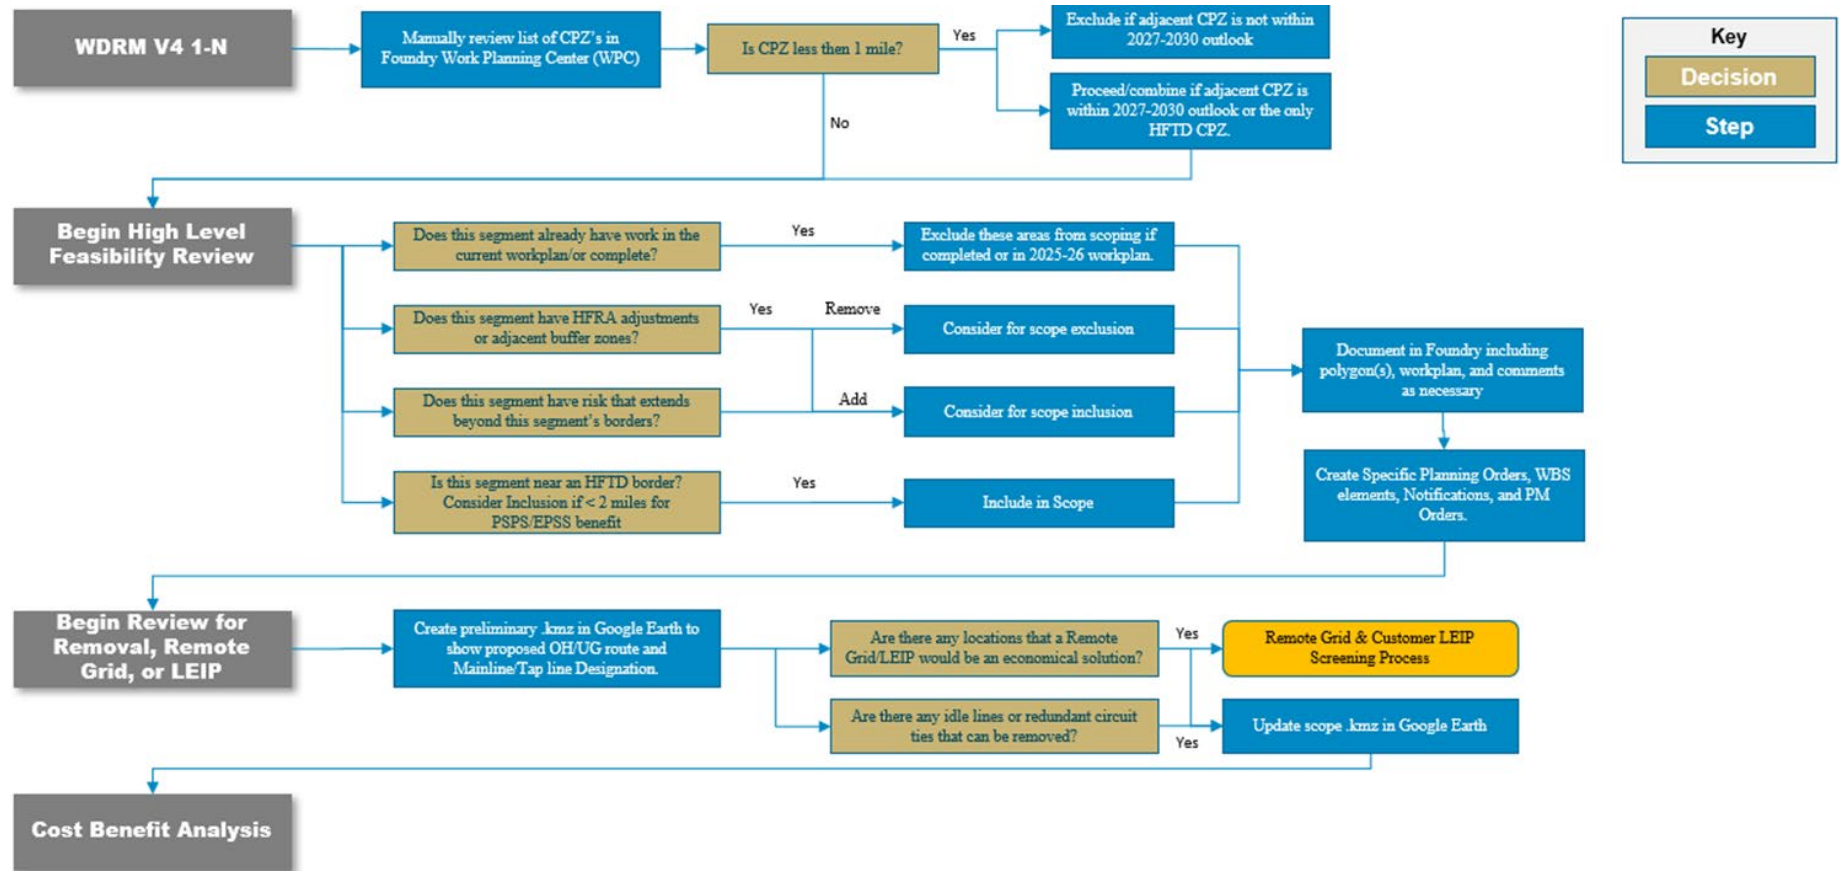 WDRM V4 1-N
Manually review list of CPZ's in
Foundry Work Planning Center (WPC)
Is CPZ less then 1 mile?
Yes
Exclude if adjacent CPZ is not within
2027-2030 outlook
Proceed/combine if adjacent CPZ is
within 2027-2030 outlook or the only
HFTD CPZ.
No
Key
Decision
Step
Begin High Level
Feasibility Review
Does this segment already have work in the
current workplan/or complete?
Yes
Exclude these areas from scoping if
completed or in 2025-26 workplan.
Does this segment have HFRA adjustments
or adjacent buffer zones?
Yes
Remove
Consider for scope exclusion
Does this segment have risk that extends
beyond this segment's borders?
Add
Consider for scope inclusion
Is this segment near an HFTD border?
Consider Inclusion if < 2 miles for
PSPS/EPSS benefit
Yes
Include in Scope
Document in Foundry including
polygon(s), workplan, and comments
as necessary
Create Specific Planning Orders, WBS
elements, Notifications, and PM
Orders.
Begin Review for
Removal, Remote
Grid, or LEIP
Create preliminary .kmz in Google Earth to
show proposed OH/UG route and
Mainline/Tap line Designation.
Are there any locations that a Remote
Grid/LEIP would be an economical solution?
Yes
Remote Grid & Customer LEIP
Screening Process
Are there any idle lines or redundant circuit
ties that can be removed?
Yes
Update scope .kmz in Google Earth
Cost Benefit Analysis